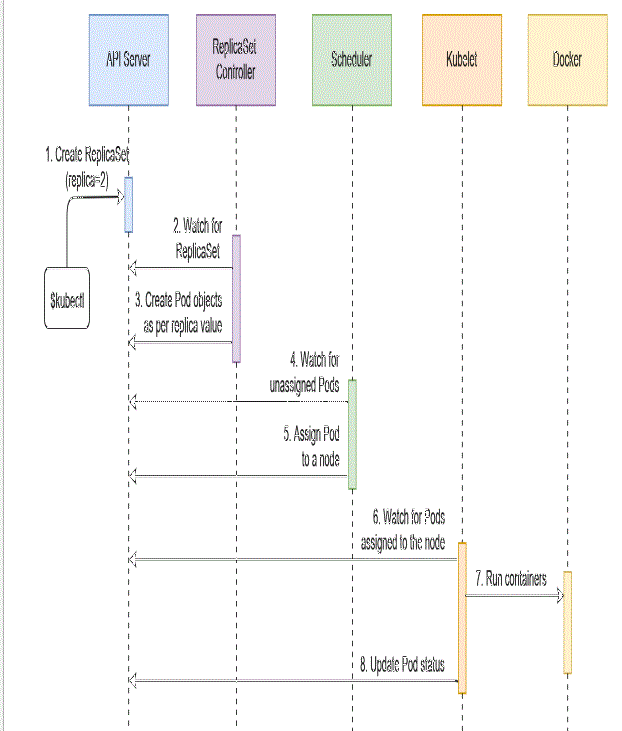 API Server
ReplicaSet
Controller
Scheduler
Kubelet
Docker
1. Create ReplicaSet
(replica=2)
$kubectl
2. Watch for
ReplicaSet
3. Create Pod objects
as per replica value
4. Watch for
unassigned Pods
5. Assign Pod
to a node
6. Watch for Pods
assigned to the node
7. Run containers
8. Update Pod status